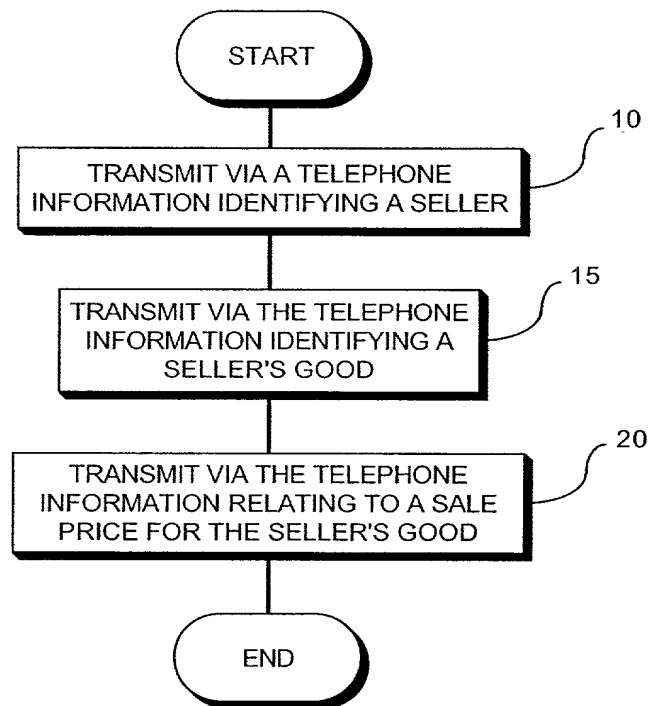 START
10
TRANSMIT VIA A TELEPHONE
INFORMATION IDENTIFYING A SELLER
15
TRANSMIT VIA THE TELEPHONE
INFORMATION IDENTIFYING A
SELLER'S GOOD
20
TRANSMIT VIA THE TELEPHONE
INFORMATION RELATING TO A SALE
PRICE FOR THE SELLER'S GOOD
END